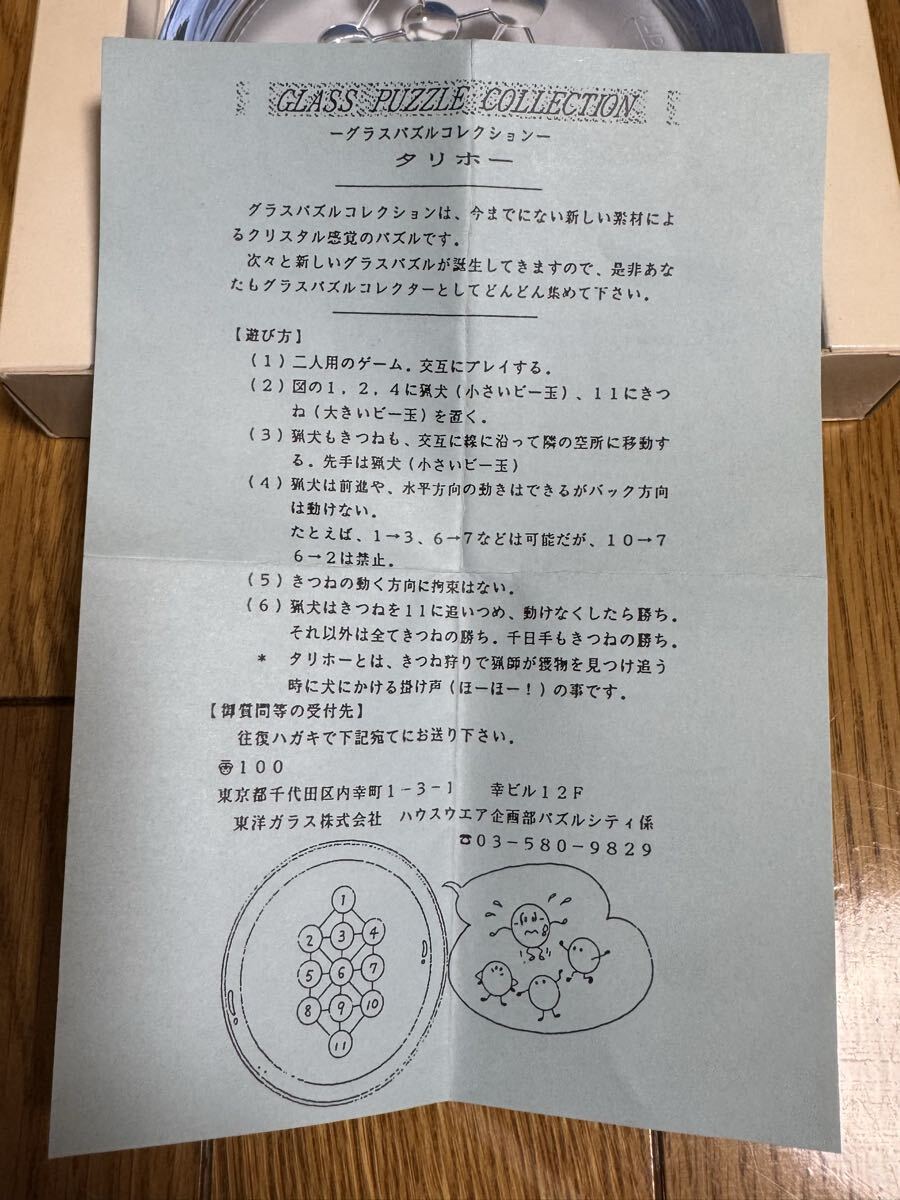 GLASS PUZZLE COLLECTION
ーグラスパズルコレクションー
タリホー
グラスパズルコレクションは、今までにない新しい素材によ
るクリスタル感覚のパズルです。
次々と新しいグラスパズルが誕生してきますので、是非あな
たもグラスパズルコレクターとしてどんどん集めて下さい。
【遊び方】
(1)二人用のゲーム。交互にプレイする。
(2)図の1,2,4に猟犬(小さいビー玉)、11にきつ
ね(大きいビー玉)を置く。
(3)猟犬もきつねも、交互に線に沿って隣の空所に移動す
る。先手は猟犬(小さいビー玉)
(4)猟犬は前進や、水平方向の動きはできるがバック方向
は動けない。
たとえば、1→3、6→7などは可能だが、10→7
6→2は禁止。
(5)きつねの動く方向に拘束はない。
(6)猟犬はきつねを11に追いつめ、動けなくしたら勝ち。
それ以外は全てきつねの勝ち。千日手もきつねの勝ち。
* タリホーとは、きつね狩りで猟師が獲物を見つけ追う
時に犬にかける掛け声(ほーほー!)の事です。
【御質問等の受付先】
往復ハガキで下記宛てにお送り下さい。
〠100
東京都千代田区内幸町1-3-1 幸ビル12F
東洋ガラス株式会社 ハウスウエア企画部パズルシティ係
☎03-580-9829
1
2 3 4
5 6 7
8 9 10
11